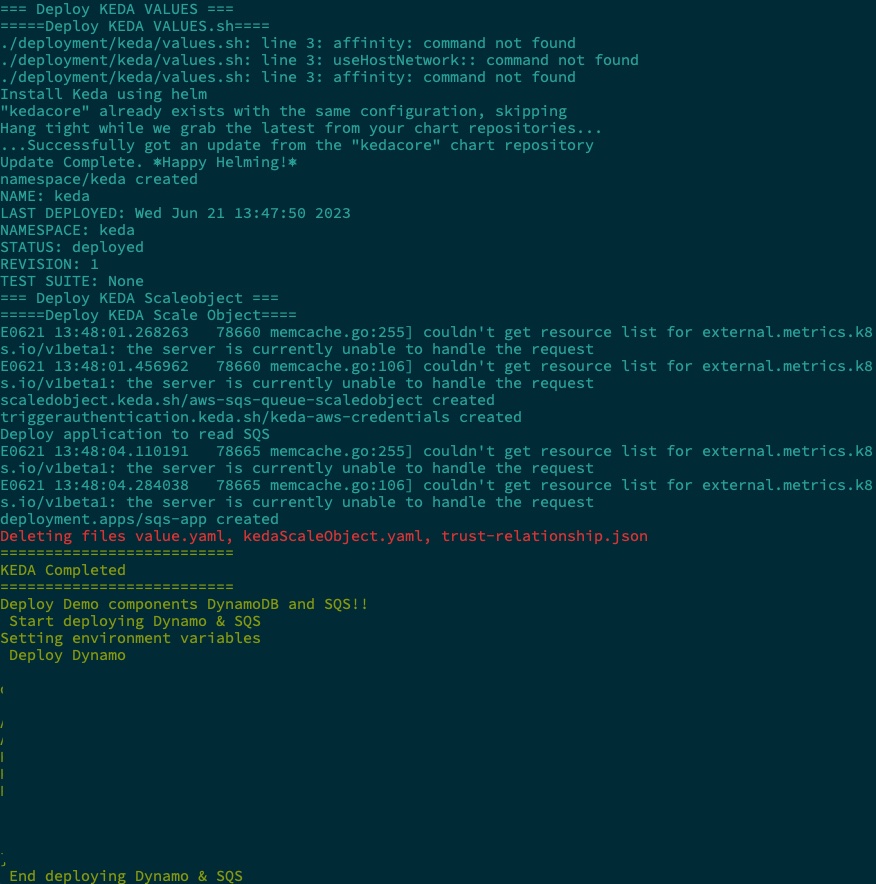 === Deploy KEDA VALUES ===
=====Deploy KEDA VALUES.sh====
./deployment/keda/values.sh: line 3: affinity: command not found
./deployment/keda/values.sh: line 3: useHostNetwork:: command not found
./deployment/keda/values.sh: line 3: affinity: command not found
Install Keda using helm
"kedacore" already exists with the same configuration, skipping
Hang tight while we grab the latest from your chart repositories...
...Successfully got an update from the "kedacore" chart repository
Update Complete. ⎈Happy Helming!⎈
namespace/keda created
NAME: keda
LAST DEPLOYED: Wed Jun 21 13:47:50 2023
NAMESPACE: keda
STATUS: deployed
REVISION: 1
TEST SUITE: None
=== Deploy KEDA Scaleobject ===
=====Deploy KEDA Scale Object====
E0621 13:48:01.268263   78660 memcache.go:255] couldn't get resource list for external.metrics.k8
s.io/v1beta1: the server is currently unable to handle the request
E0621 13:48:01.456962   78660 memcache.go:106] couldn't get resource list for external.metrics.k8
s.io/v1beta1: the server is currently unable to handle the request
scaledobject.keda.sh/aws-sqs-queue-scaledobject created
triggerauthentication.keda.sh/keda-aws-credentials created
Deploy application to read SQS
E0621 13:48:04.110191   78665 memcache.go:255] couldn't get resource list for external.metrics.k8
s.io/v1beta1: the server is currently unable to handle the request
E0621 13:48:04.284038   78665 memcache.go:106] couldn't get resource list for external.metrics.k8
s.io/v1beta1: the server is currently unable to handle the request
deployment.apps/sqs-app created
Deleting files value.yaml, kedaScaleObject.yaml, trust-relationship.json
==========================
KEDA Completed
==========================
Deploy Demo components DynamoDB and SQS!!
Start deploying Dynamo & SQS
Setting environment variables
Deploy Dynamo
End deploying Dynamo & SQS